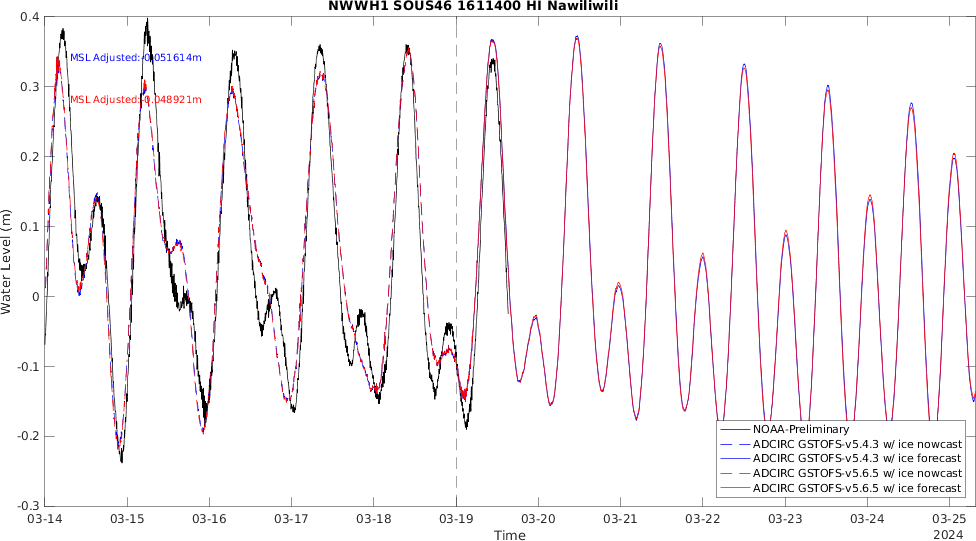 NWWH1 SOUS46 1611400 HI Nawiliwili
MSL Adjusted:-0.051614m
MSL Adjusted:-0.048921m
Water Level (m)
0.4
0.3
0.2
0.1
0
-0.1
-0.2
-0.3
NOAA-Preliminary
ADCIRC GSTOFS-v5.4.3 w/ ice nowcast
ADCIRC GSTOFS-v5.4.3 w/ ice forecast
ADCIRC GSTOFS-v5.6.5 w/ ice nowcast
ADCIRC GSTOFS-v5.6.5 w/ ice forecast
03-14 03-15 03-16 03-17 03-18 03-19 03-20 03-21 03-22 03-23 03-24 03-25
Time
2024